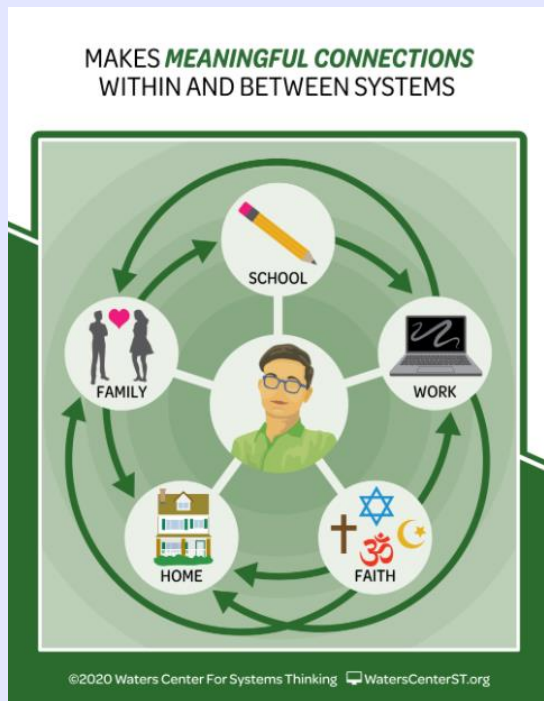 MAKES MEANINGFUL CONNECTIONS
WITHIN AND BETWEEN SYSTEMS
SCHOOL
FAMILY
WORK
HOME
FAITH
©2020 Waters Center For Systems Thinking WatersCenterST.org